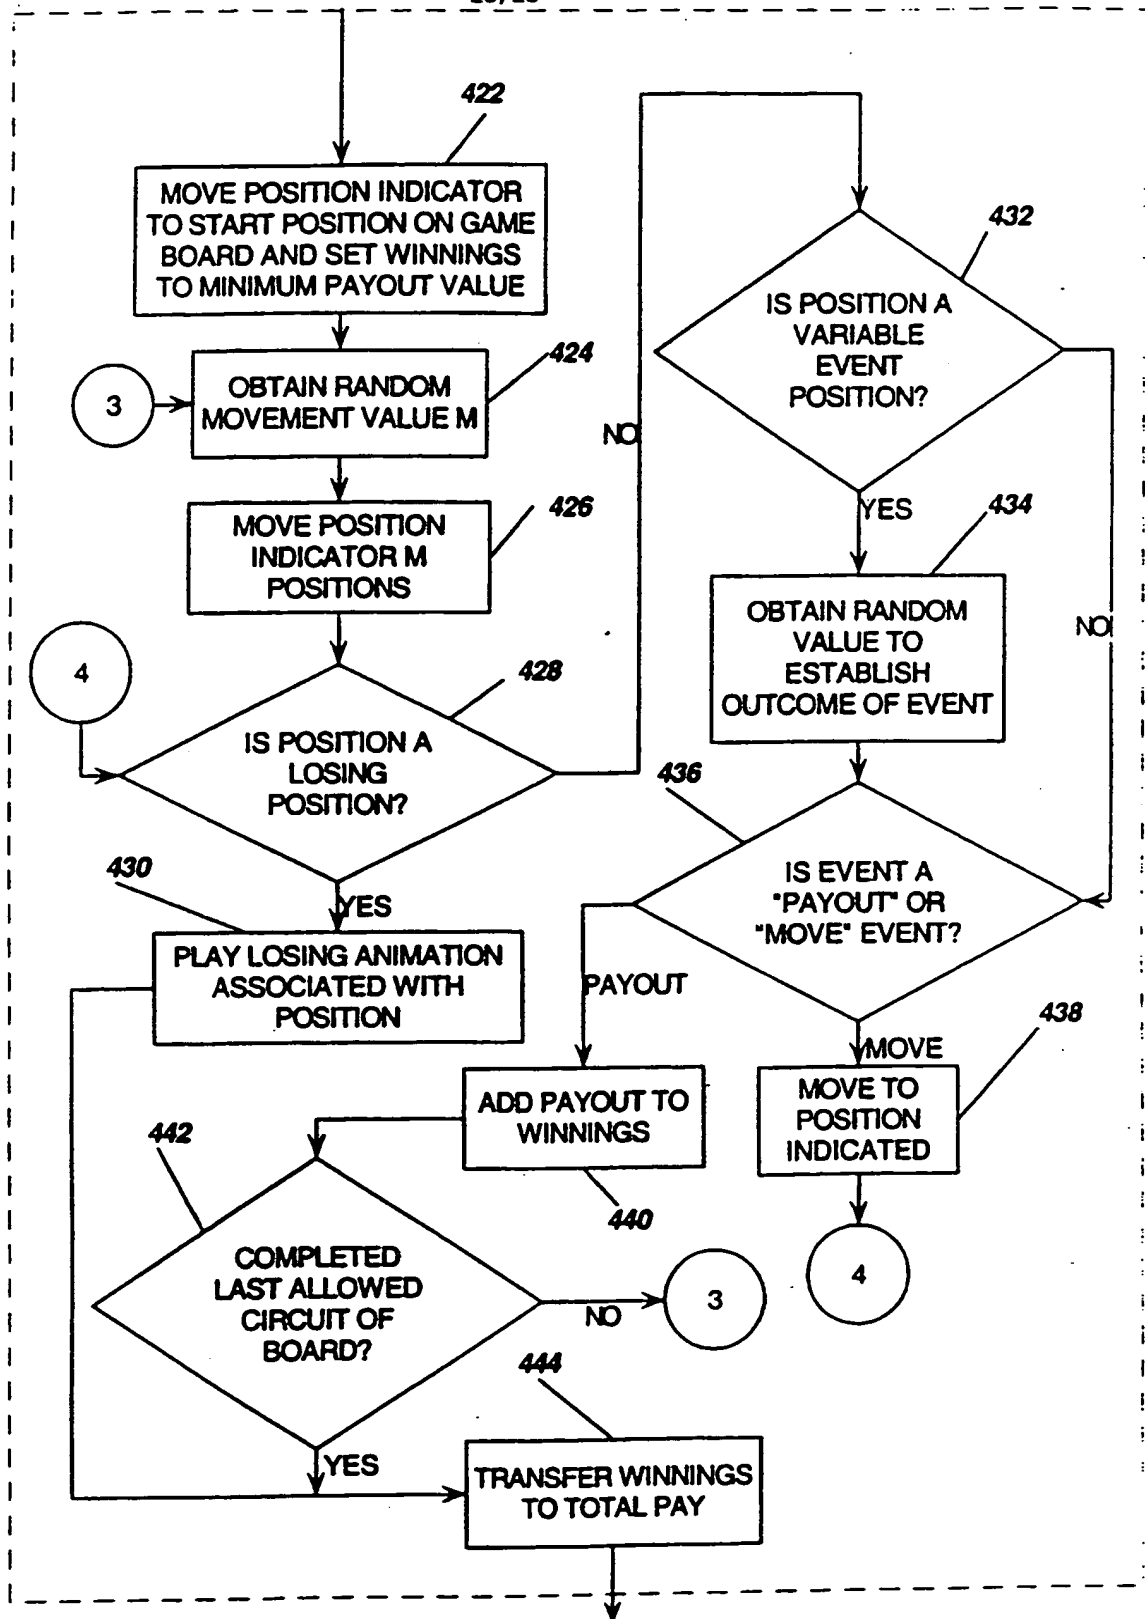 422
MOVE POSITION INDICATOR
TO START POSITION ON GAME
BOARD AND SET WINNINGS
TO MINIMUM PAYOUT VALUE
424
3
OBTAIN RANDOM
MOVEMENT VALUE M
426
MOVE POSITION
INDICATOR M
POSITIONS
4
428
IS POSITION A
LOSING
POSITION?
NO
430
YES
PLAY LOSING ANIMATION
ASSOCIATED WITH
POSITION
432
IS POSITION A
VARIABLE
EVENT
POSITION?
YES
NO
434
OBTAIN RANDOM
VALUE TO
ESTABLISH
OUTCOME OF EVENT
436
IS EVENT A
"PAYOUT" OR
"MOVE" EVENT?
PAYOUT
MOVE
438
MOVE TO
POSITION
INDICATED
4
ADD PAYOUT TO
WINNINGS
440
442
COMPLETED
LAST ALLOWED
CIRCUIT OF
BOARD?
NO
3
YES
444
TRANSFER WINNINGS
TO TOTAL PAY